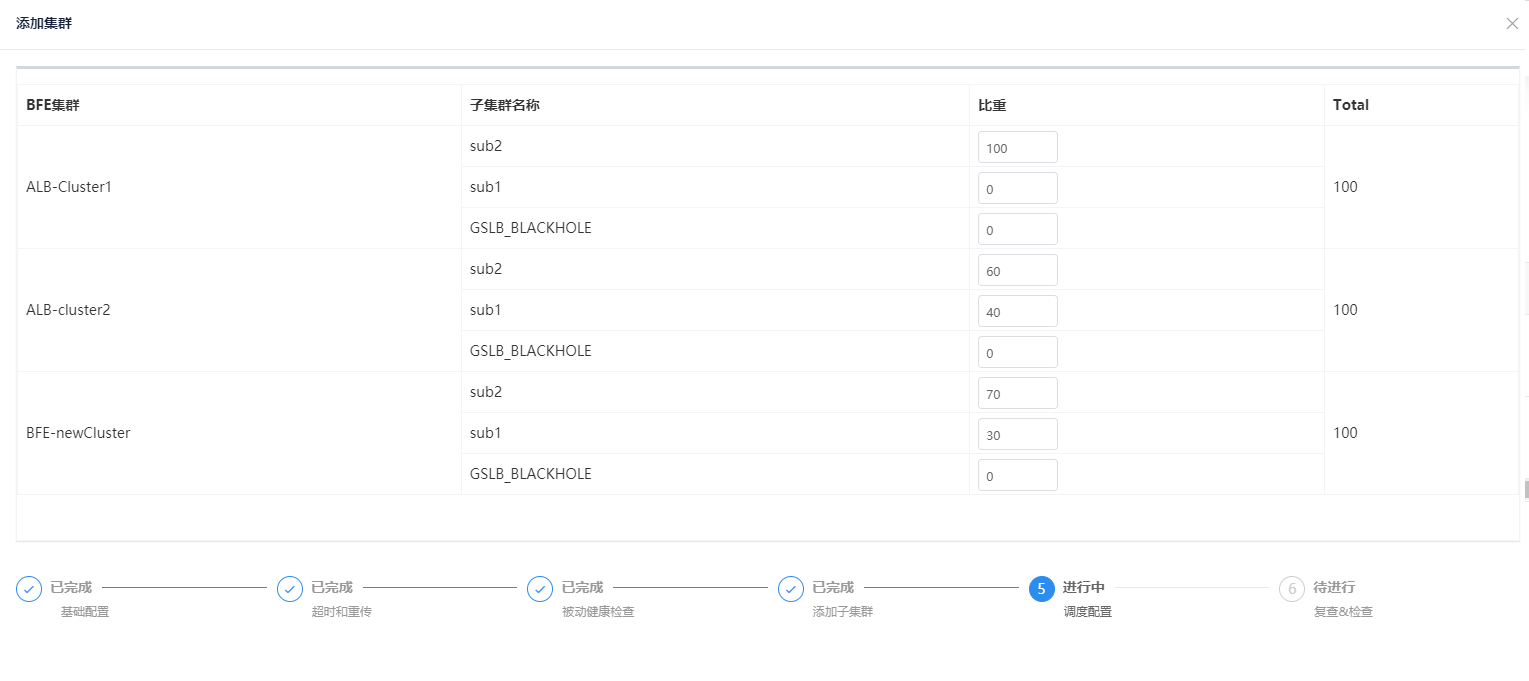 添加集群
BFE集群 子集群名称 比重 Total
sub2 100
ALB-Cluster1 sub1 0 100
GSLB_BLACKHOLE 0
sub2 60
ALB-cluster2 sub1 40 100
GSLB_BLACKHOLE 0
sub2 70
BFE-newCluster sub1 30 100
GSLB_BLACKHOLE 0
已完成 已完成 已完成 已完成 5 进行中 6 待进行
基础配置 超时和重传 被动健康检查 添加子集群 调度配置 复查&检查